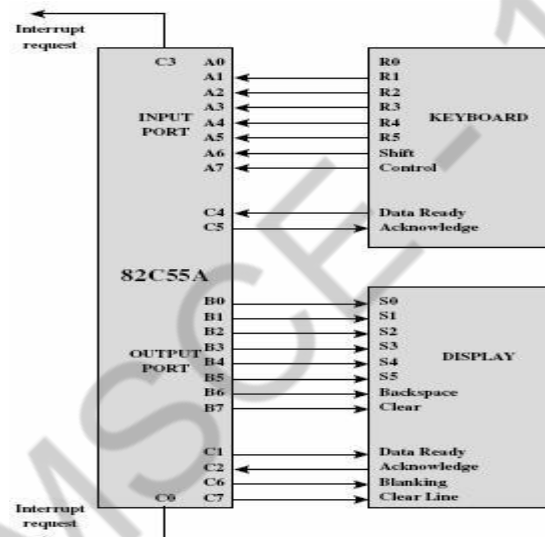 Interrupt
request
C3 A0 R0
A1 R1
A2 R2
A3 R3
INPUT A4 R4 KEYBOARD
PORT A5 R5
A6 Shift
A7 Control
C4 Data Ready
C5 Acknowledge
82C55A
B0 S0
B1 S1
B2 S2
B3 S3
OUTPUT B4 S4 DISPLAY
PORT B5 S5
B6 Backspace
B7 Clear
C1 Data Ready
C2 Acknowledge
C6 Blanking
C0 C7 Clear Line
Interrupt
request
MSCE - 1